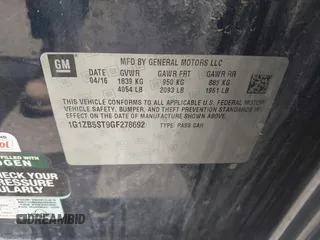 GM
MFD BY GENERAL MOTORS LLC
DATE GVWR GAWR FRT GAWR RR
04/16 1839 KG 950 KG 889 KG
4054 LB 2093 LB 1961 LB
THIS VEHICLE CONFORMS TO ALL APPLICABLE U.S. FEDERAL
MOTOR VEHICLE SAFETY, BUMPER, AND THEFT PREVENTION STANDARDS
IN EFFECT ON THE DATE OF MANUFACTURE SHOWN ABOVE.
1G1ZB5ST9GF278692 TYPE: PASS CAR
PRESSURE
ULARLY
DREAMBID